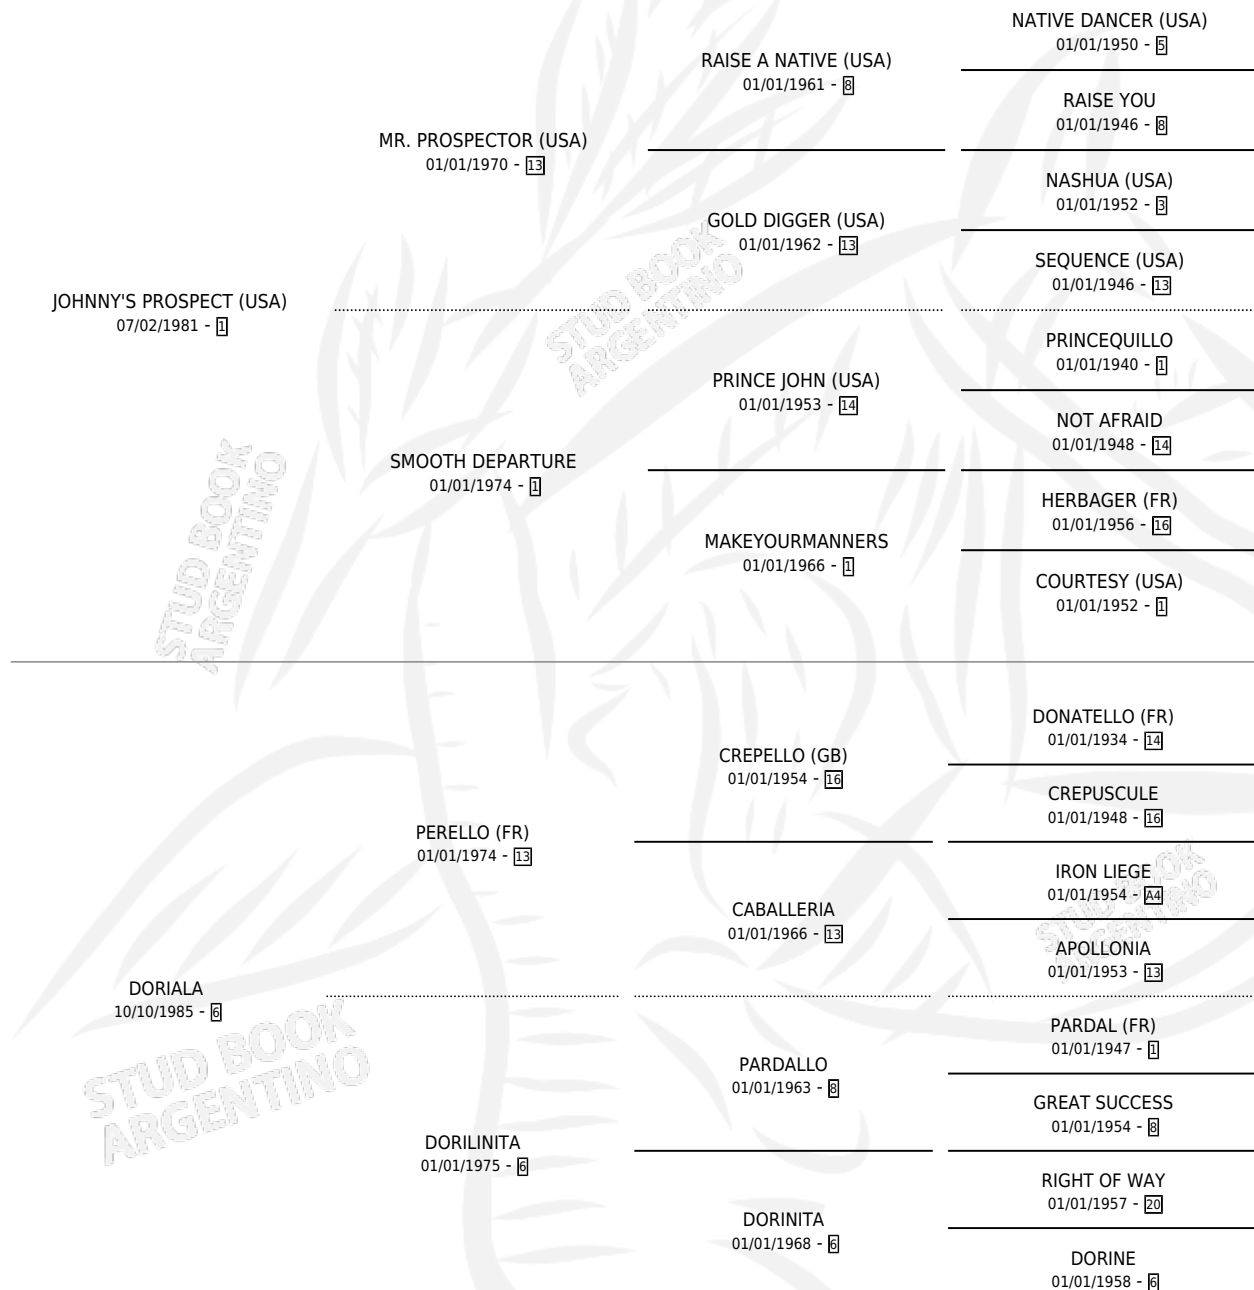 NATIVE DANCER (USA)
01/01/1950 - 5
RAISE A NATIVE (USA)
01/01/1961 - 8
RAISE YOU
01/01/1946 - 8
MR. PROSPECTOR (USA)
01/01/1970 - 13
NASHUA (USA)
01/01/1952 - 3
GOLD DIGGER (USA)
01/01/1962 - 13
SEQUENCE (USA)
01/01/1946 - 13
JOHNNY'S PROSPECT (USA)
07/02/1981 - 1
STUD BOOK
ARGENTINO
PRINCEQUILLO
01/01/1940 - 1
PRINCE JOHN (USA)
01/01/1953 - 14
NOT AFRAID
01/01/1948 - 14
SMOOTH DEPARTURE
01/01/1974 - 1
HERBAGER (FR)
01/01/1956 - 16
MAKEYOURMANNERS
01/01/1966 - 1
COURTESY (USA)
01/01/1952 - 1
STUD BOOK
ARGENTINO
DONATELLO (FR)
01/01/1934 - 14
CREPELLO (GB)
01/01/1954 - 16
CREPUSCULE
01/01/1948 - 16
PERELLO (FR)
01/01/1974 - 13
IRON LIEGE
01/01/1954 - A4
CABALLERIA
01/01/1966 - 13
APOLLONIA
01/01/1953 - 13
STUD BOOK
ARGENTINO
DORIALA
10/10/1985 - 6
PARDAL (FR)
01/01/1947 - 1
PARDALLO
01/01/1963 - 8
GREAT SUCCESS
01/01/1954 - 8
STUD BOOK
ARGENTINO
DORILINITA
01/01/1975 - 6
RIGHT OF WAY
01/01/1957 - 20
DORINITA
01/01/1968 - 6
DORINE
01/01/1958 - 6